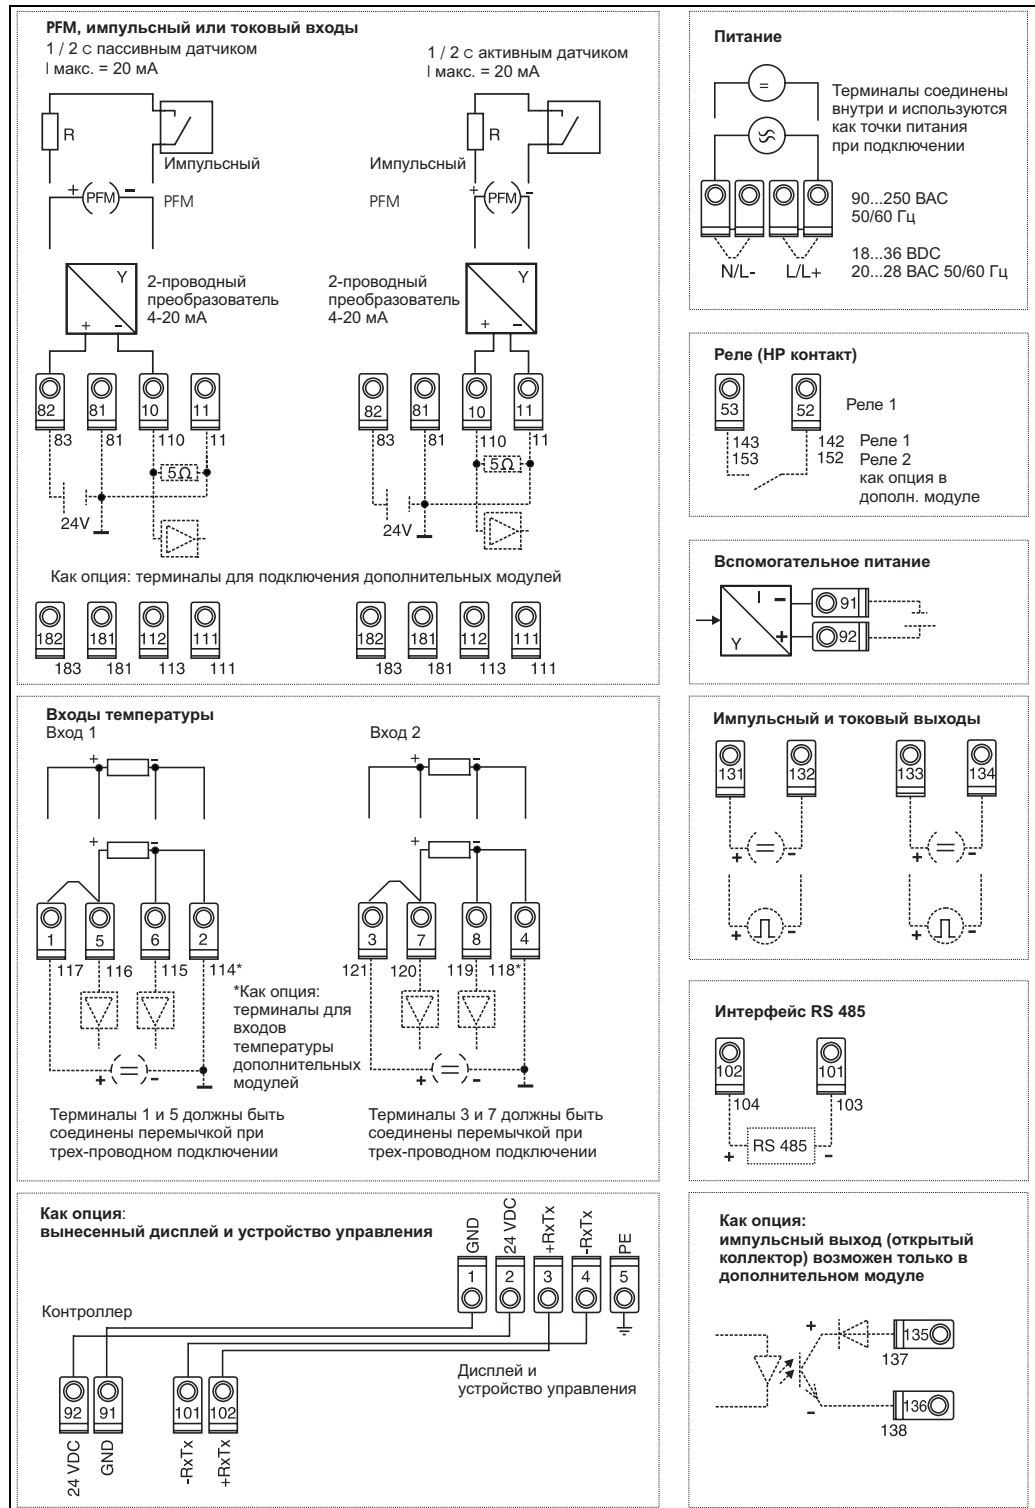 PFM, импульсный или токовый входы
1 / 2 с пассивным датчиком
I макс. = 20 мА
1 / 2 с активным датчиком
I макс. = 20 мА
R
Импульсный
+ (PFM) -
PFM
R
Импульсный
+ (PFM) -
PFM
Y
+ -
2-проводный
преобразователь
4-20 мА
2-проводный
преобразователь
4-20 мА
Y
+ -
82 81 10 11
83 81 110 11
5Ω
24V
82 81 10 11
83 81 110 11
5Ω
24V
Как опция: терминалы для подключения дополнительных модулей
182 181 112 111
183 181 113 111
182 181 112 111
183 181 113 111
Входы температуры
Вход 1
Вход 2
+ -
+ -
+ -
+ -
1 5 6 2
117 116 115 114*
3 7 8 4
121 120 119 118*
*Как опция:
терминалы для
входов
температуры
дополнительных
модулей
+ (=) -
+ (=) -
Терминалы 1 и 5 должны быть
соединены перемычкой при
трех-проводном подключении
Терминалы 3 и 7 должны быть
соединены перемычкой при
трех-проводном подключении
Как опция:
вынесенный дисплей и устройство управления
GND 24 VDC +RxTx -RxTx PE
1 2 3 4 5
Контроллер
Дисплей и
устройство управления
92 91 101 102
24 VDC GND -RxTx +RxTx
Питание
=
Терминалы соединены
внутри и используются
как точки питания
при подключении
90...250 ВАС
50/60 Гц
N/L- L/L+
18...36 BDC
20...28 ВАС 50/60 Гц
Реле (НР контакт)
53 52 Реле 1
143 142 Реле 1
153 152 Реле 2
как опция в
дополн. модуле
Вспомогательное питание
I - 91
Y + 92
Импульсный и токовый выходы
131 132 133 134
+ (=) - + (=) -
+ - + -
Интерфейс RS 485
102 101
104 103
+ RS 485 -
Как опция:
импульсный выход (открытый
коллектор) возможен только в
дополнительном модуле
+ 135
137
- 136
138